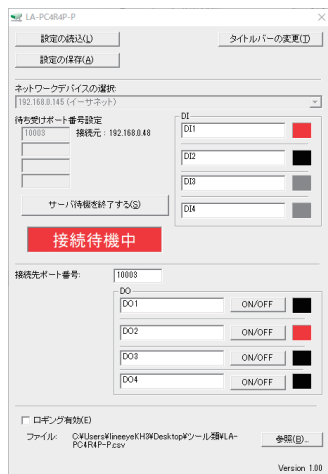 LA-PC4R4P-P
設定の読込(L)
タイトルバーの変更(T)
設定の保存(A)
ネットワークデバイスの選択:
192.168.0.145 (イーサネット)
待ち受けポート番号設定
10003 接続元 : 192.168.0.48
サーバ待機を終了する(S)
接続待機中
DI
DI1
DI2
DI3
DI4
接続先ポート番号: 10003
DO
DO1 ON/OFF
DO2 ON/OFF
DO3 ON/OFF
DO4 ON/OFF
ロギング有効(E)
ファイル: C:¥Users¥lineeyeKH3¥Desktop¥ツール類¥LA-
PC4R4P-P.csv
参照(B)...
Version 1.00